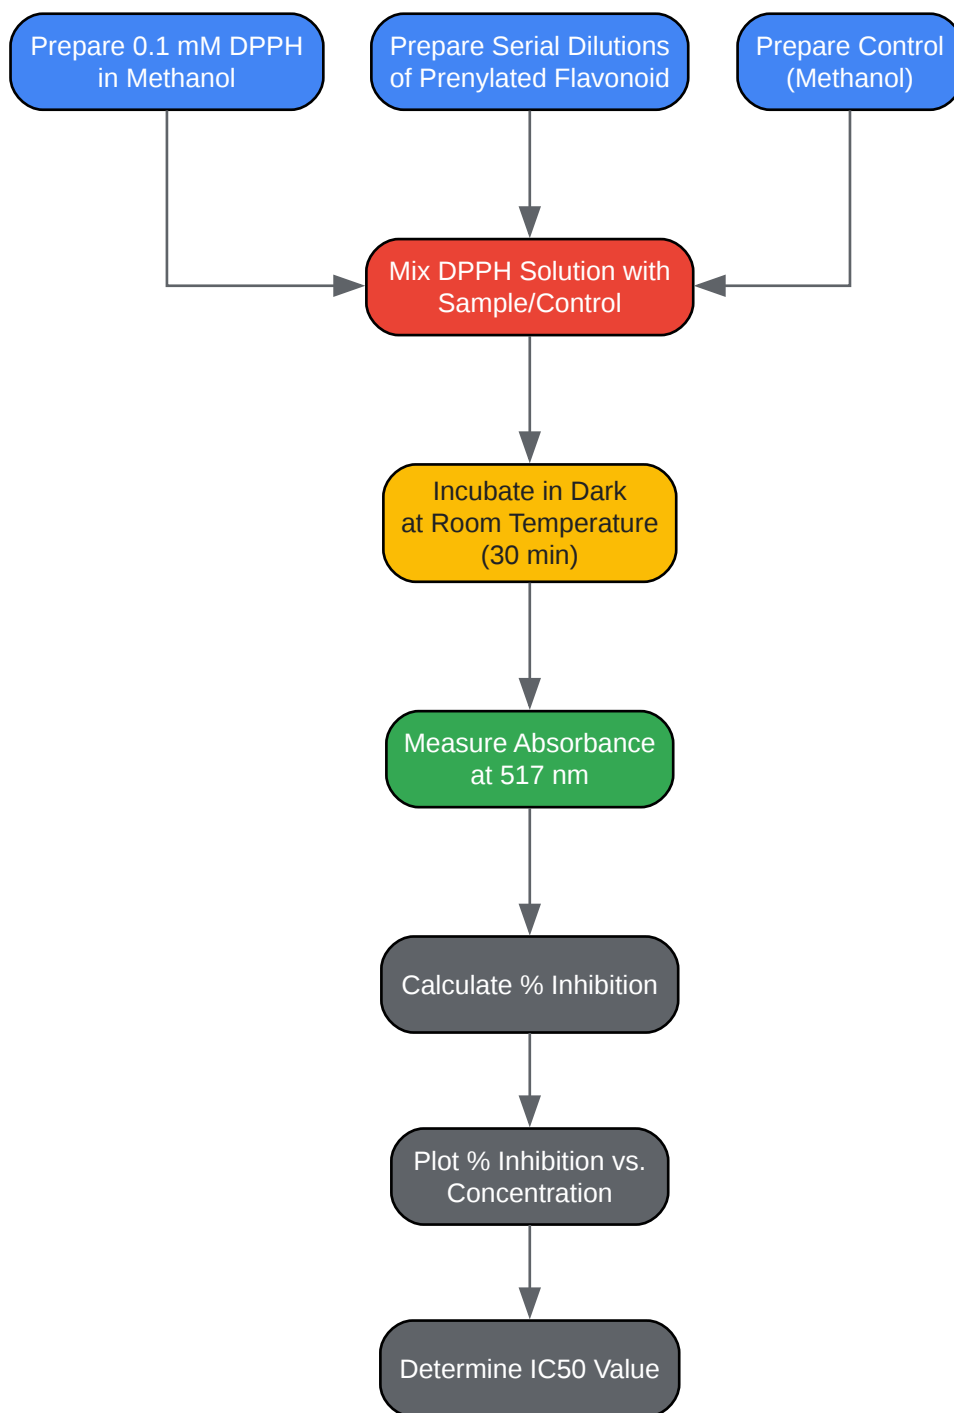 Prepare 0.1 mM DPPH
in Methanol
Prepare Serial Dilutions
of Prenylated Flavonoid
Prepare Control
(Methanol)
Mix DPPH Solution with
Sample/Control
Incubate in Dark
at Room Temperature
(30 min)
Measure Absorbance
at 517 nm
Calculate % Inhibition
Plot % Inhibition vs.
Concentration
Determine IC50 Value